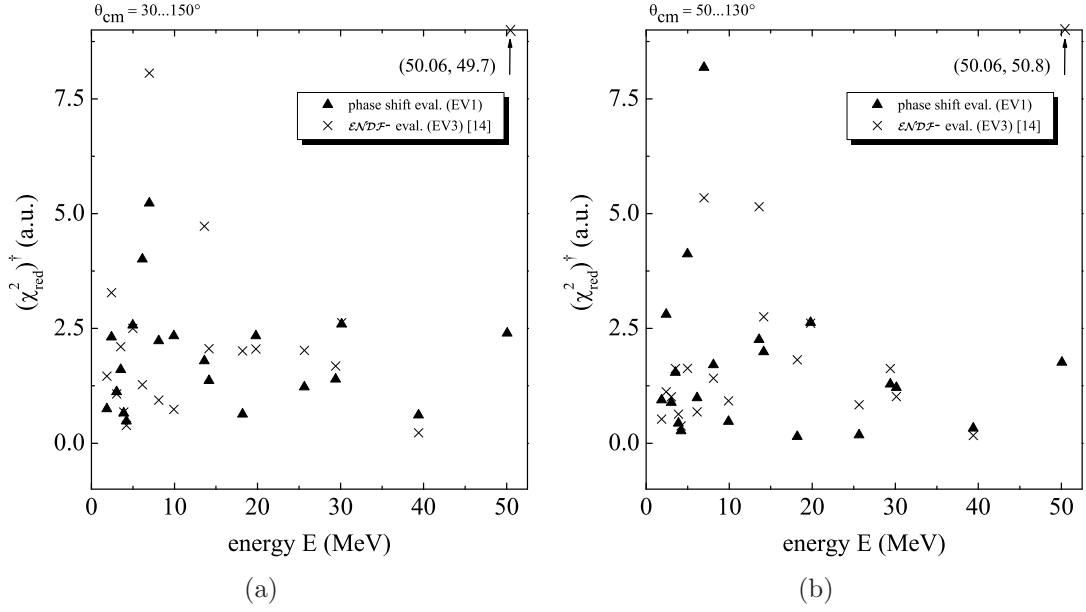 θcm = 30...150°
(50.06, 49.7)
phase shift eval. (EV1)
ENDF- eval. (EV3) [14]
7.5
5.0
2.5
0.0
(χ²red)† (a.u.)
0 10 20 30 40 50
energy E (MeV)
(a)
θcm = 50...130°
(50.06, 50.8)
phase shift eval. (EV1)
ENDF- eval. (EV3) [14]
7.5
5.0
2.5
0.0
(χ²red)† (a.u.)
0 10 20 30 40 50
energy E (MeV)
(b)